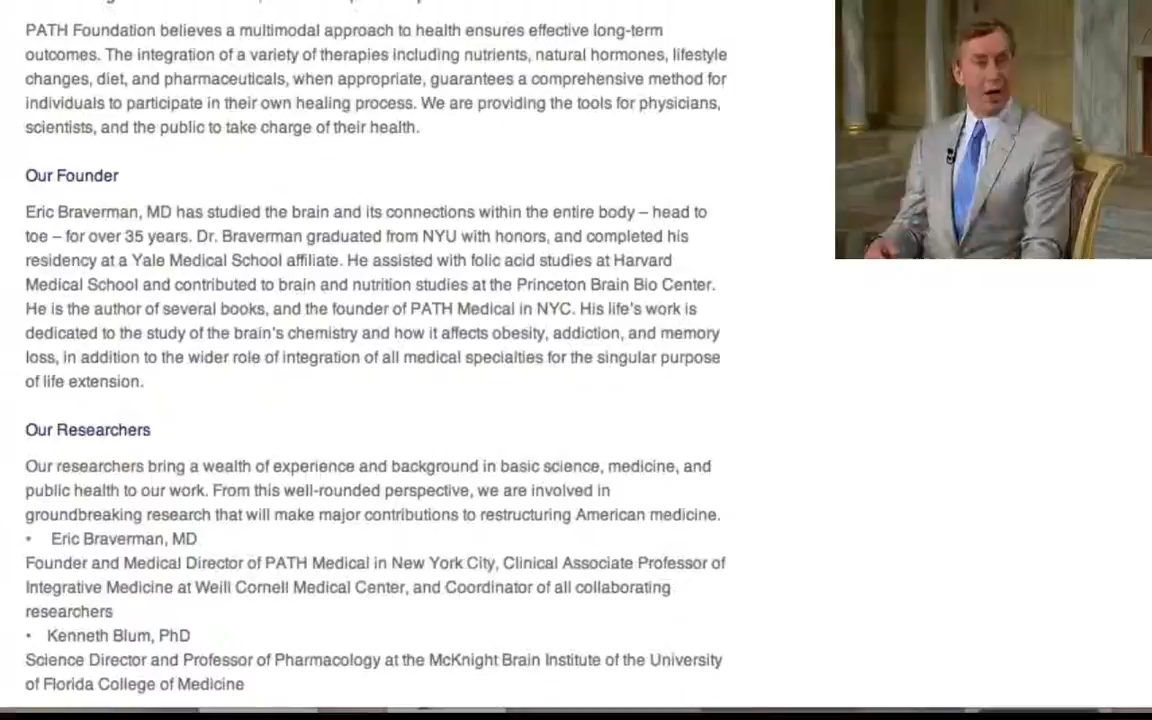 PATH Foundation believes a multimodal approach to health ensures effective long-term
outcomes. The integration of a variety of therapies including nutrients, natural hormones, lifestyle
changes, diet, and pharmaceuticals, when appropriate, guarantees a comprehensive method for
individuals to participate in their own healing process. We are providing the tools for physicians,
scientists, and the public to take charge of their health.
Our Founder
Eric Braverman, MD has studied the brain and its connections within the entire body – head to
toe – for over 35 years. Dr. Braverman graduated from NYU with honors, and completed his
residency at a Yale Medical School affiliate. He assisted with folic acid studies at Harvard
Medical School and contributed to brain and nutrition studies at the Princeton Brain Bio Center.
He is the author of several books, and the founder of PATH Medical in NYC. His life's work is
dedicated to the study of the brain's chemistry and how it affects obesity, addiction, and memory
loss, in addition to the wider role of integration of all medical specialties for the singular purpose
of life extension.
Our Researchers
Our researchers bring a wealth of experience and background in basic science, medicine, and
public health to our work. From this well-rounded perspective, we are involved in
groundbreaking research that will make major contributions to restructuring American medicine.
• Eric Braverman, MD
Founder and Medical Director of PATH Medical in New York City, Clinical Associate Professor of
Integrative Medicine at Weill Cornell Medical Center, and Coordinator of all collaborating
researchers
• Kenneth Blum, PhD
Science Director and Professor of Pharmacology at the McKnight Brain Institute of the University
of Florida College of Medicine